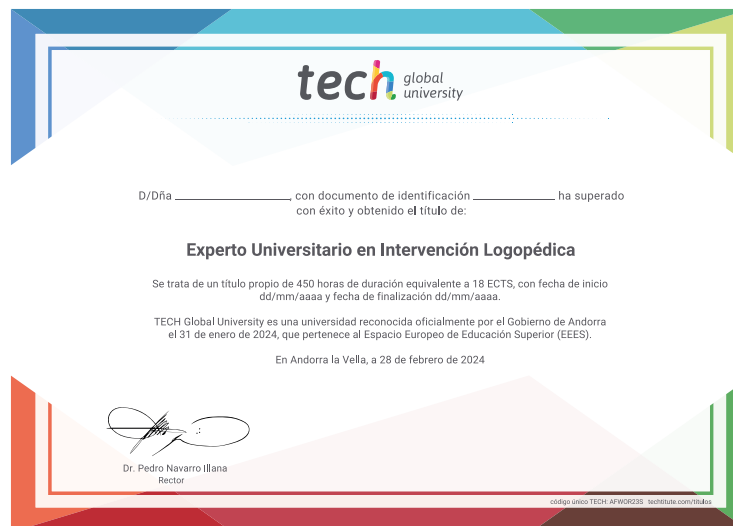 tech global
university
D/Dña ____________________, con documento de identificación ______________ ha superado
con éxito y obtenido el título de:
Experto Universitario en Intervención Logopédica
Se trata de un título propio de 450 horas de duración equivalente a 18 ECTS, con fecha de inicio
dd/mm/aaaa y fecha de finalización dd/mm/aaaa.
TECH Global University es una universidad reconocida oficialmente por el Gobierno de Andorra
el 31 de enero de 2024, que pertenece al Espacio Europeo de Educación Superior (EEES).
En Andorra la Vella, a 28 de febrero de 2024
Dr. Pedro Navarro Illana
Rector
código único TECH: AFWOR23S techtitute.com/titulos